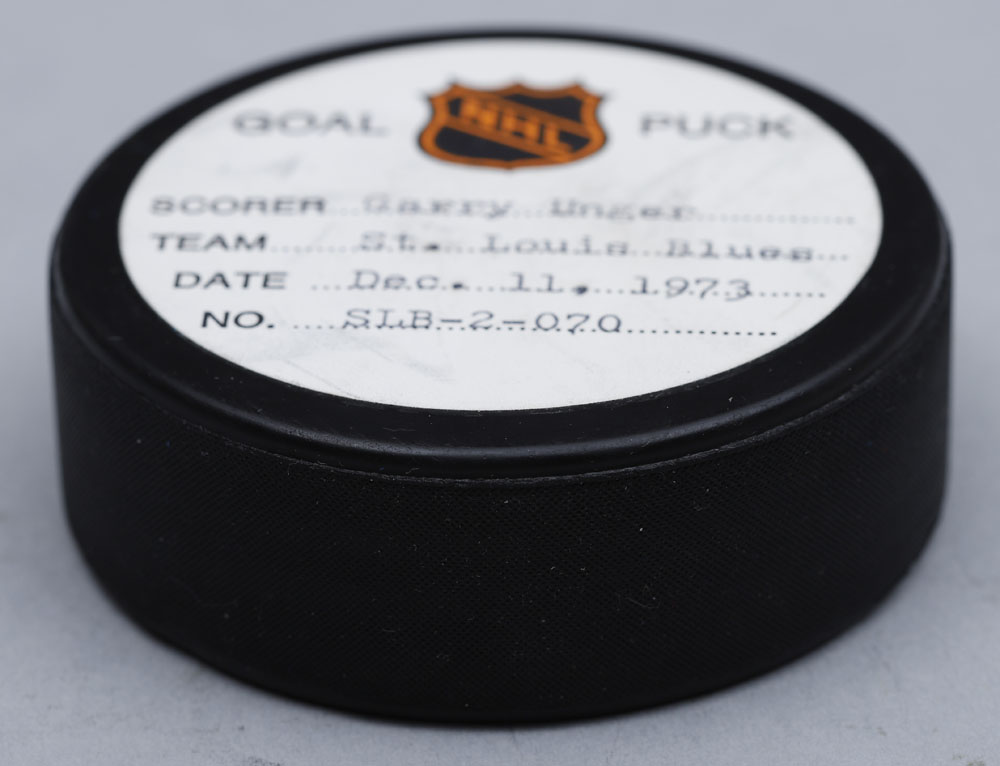 GOAL NHL PUCK
SCORER Garry Unger
TEAM St. Louis Blues
DATE Dec. 11, 1973
NO. SLB-2-070